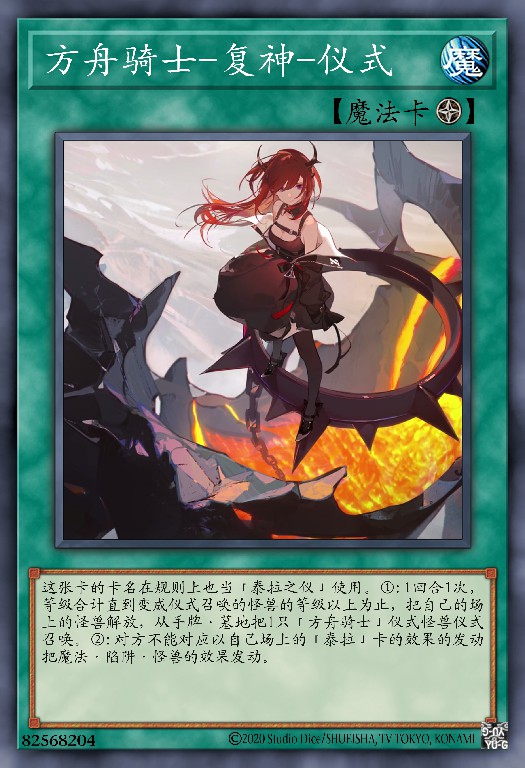 方舟骑士-复神-仪式
魔
【魔法卡】
这张卡的卡名在规则上也当「泰拉之仪」使用。①:1回合1次,
等级合计直到变成仪式召唤的怪兽的等级以上为止,把自己的场
上的怪兽解放,从手牌·墓地把1只「方舟骑士」仪式怪兽仪式
召唤。②:对方不能对应以自己场上的「泰拉」卡的效果的发动
把魔法·陷阱·怪兽的效果发动。
82568204
©2020 Studio Dice/SHUEISHA, TV TOKYO, KONAMI